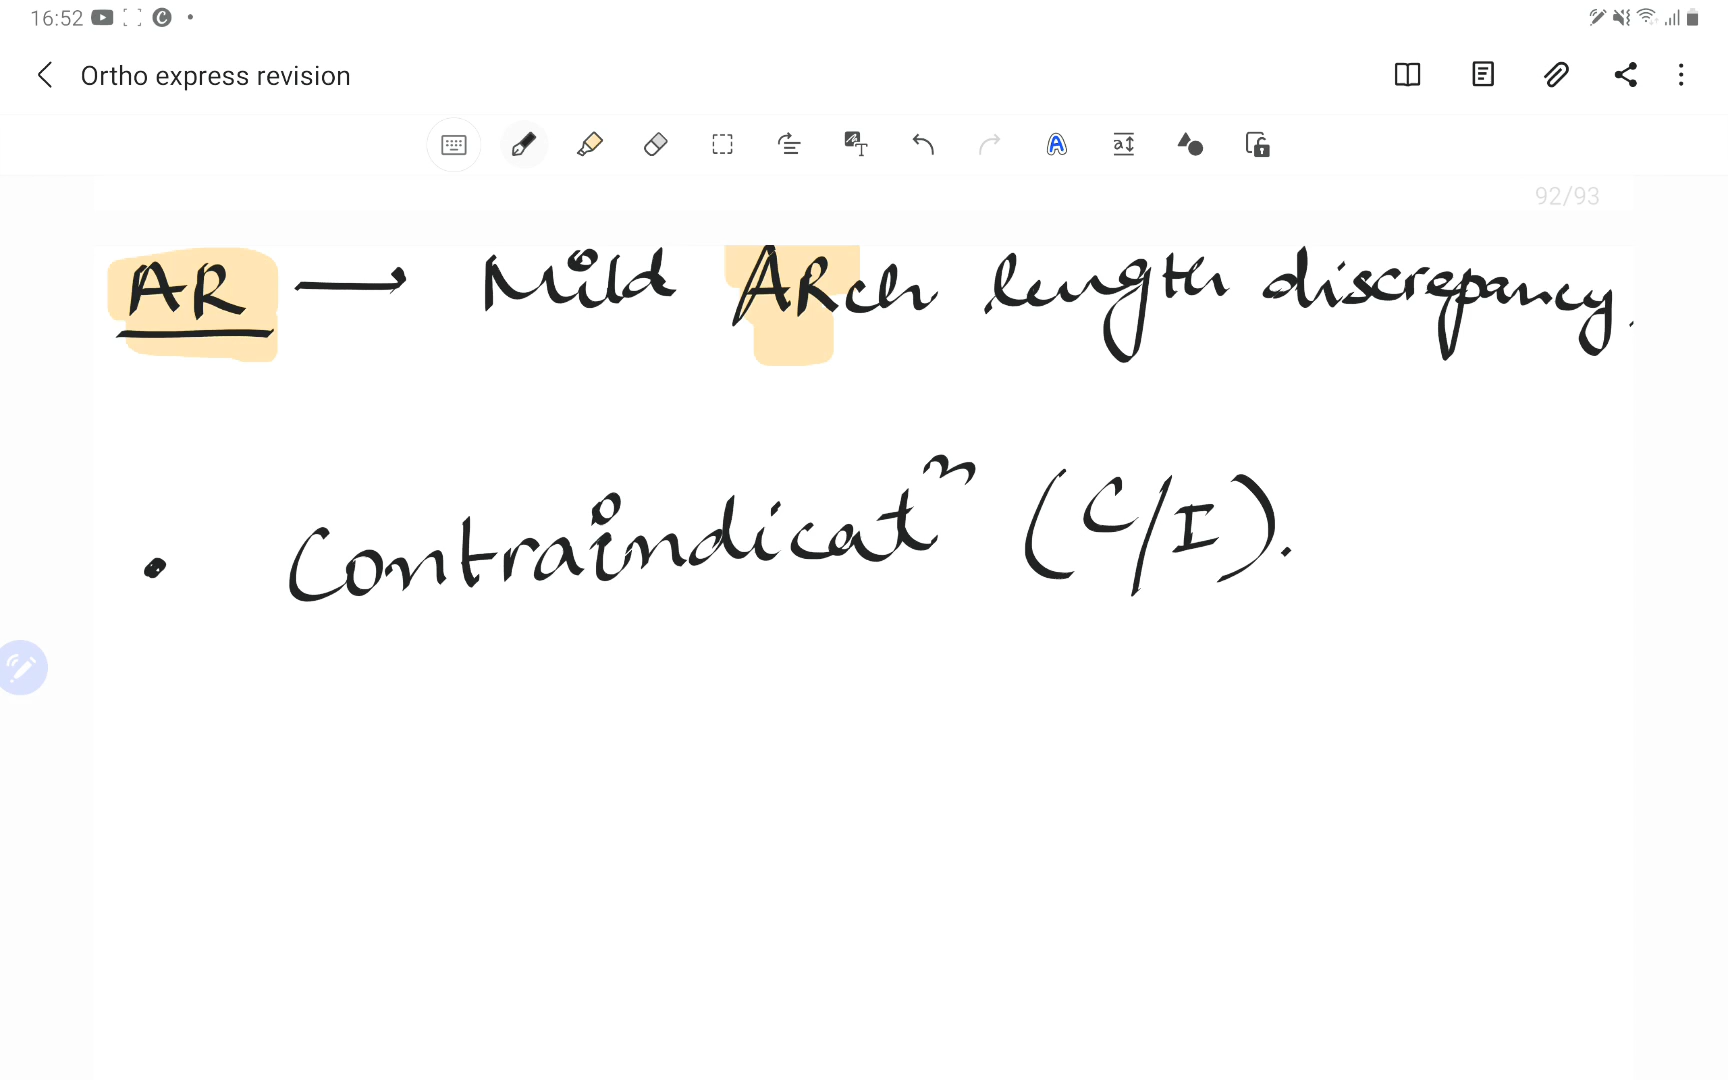 16:52
Ortho express revision
92/93
AR → Mild ARch length discrepancy.
• Contraindicatⁿ (C/I).